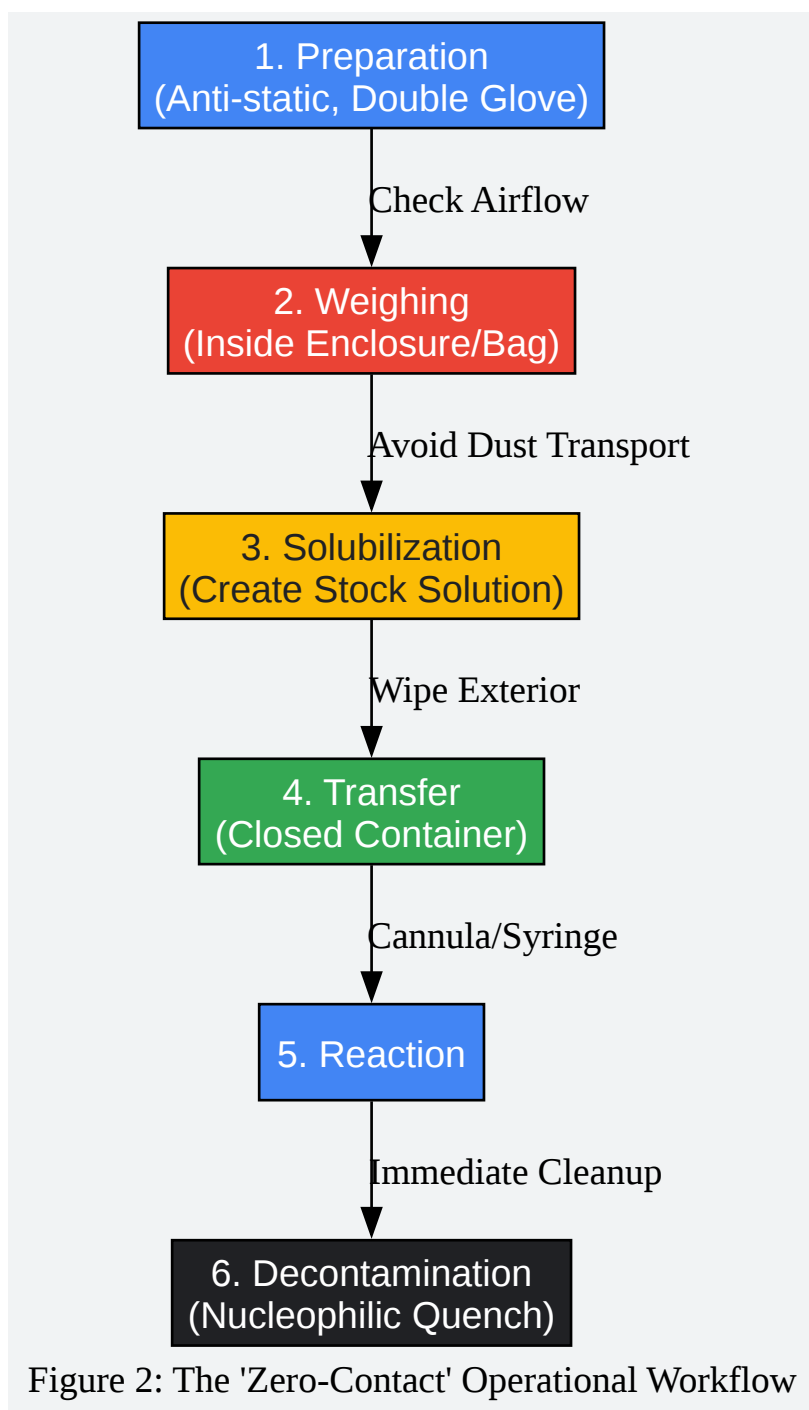 1. Preparation
(Anti-static, Double Glove)
Check Airflow
2. Weighing
(Inside Enclosure/Bag)
Avoid Dust Transport
3. Solubilization
(Create Stock Solution)
Wipe Exterior
4. Transfer
(Closed Container)
Cannula/Syringe
5. Reaction
Immediate Cleanup
6. Decontamination
(Nucleophilic Quench)
Figure 2: The 'Zero-Contact' Operational Workflow